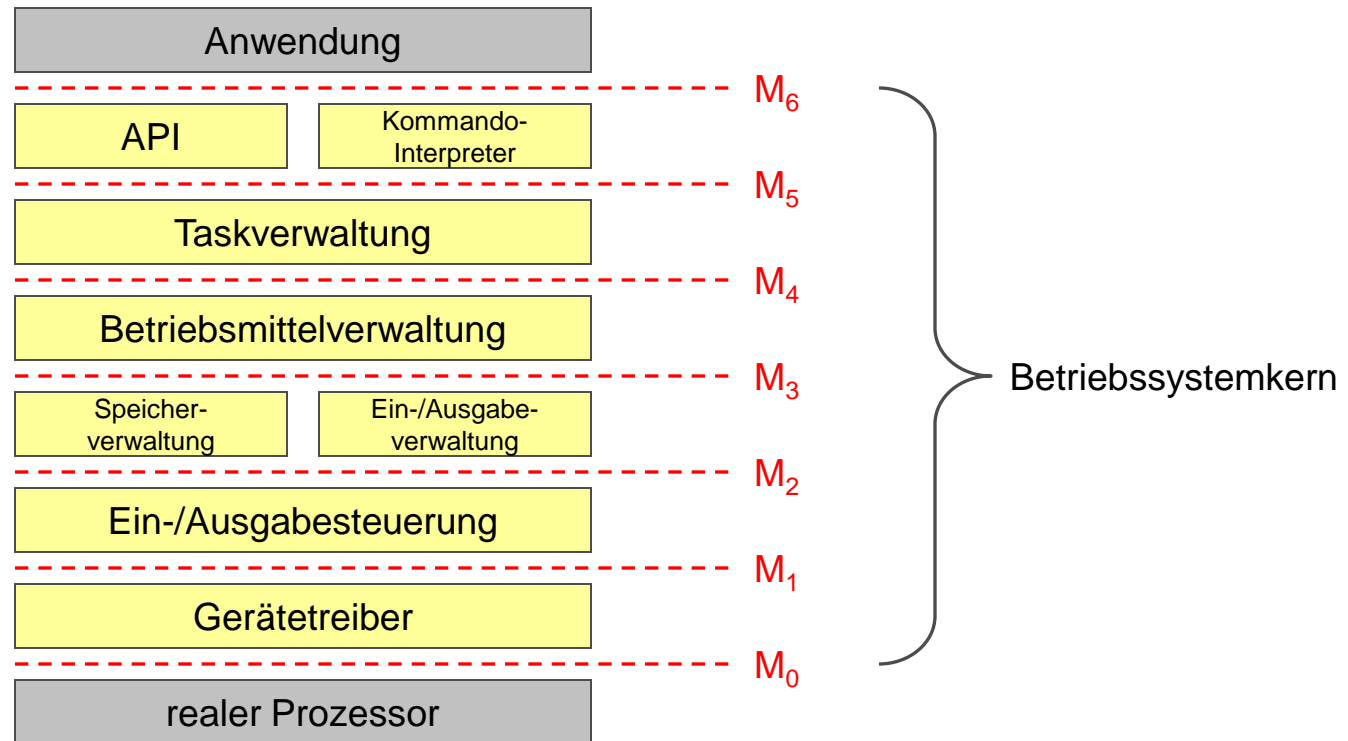 Anwendung
M6
API
Kommando-
Interpreter
M5
Taskverwaltung
M4
Betriebsmittelverwaltung
M3
Betriebssystemkern
Speicher-
verwaltung
Ein-/Ausgabe-
verwaltung
M2
Ein-/Ausgabesteuerung
M1
Gerätetreiber
M0
realer Prozessor